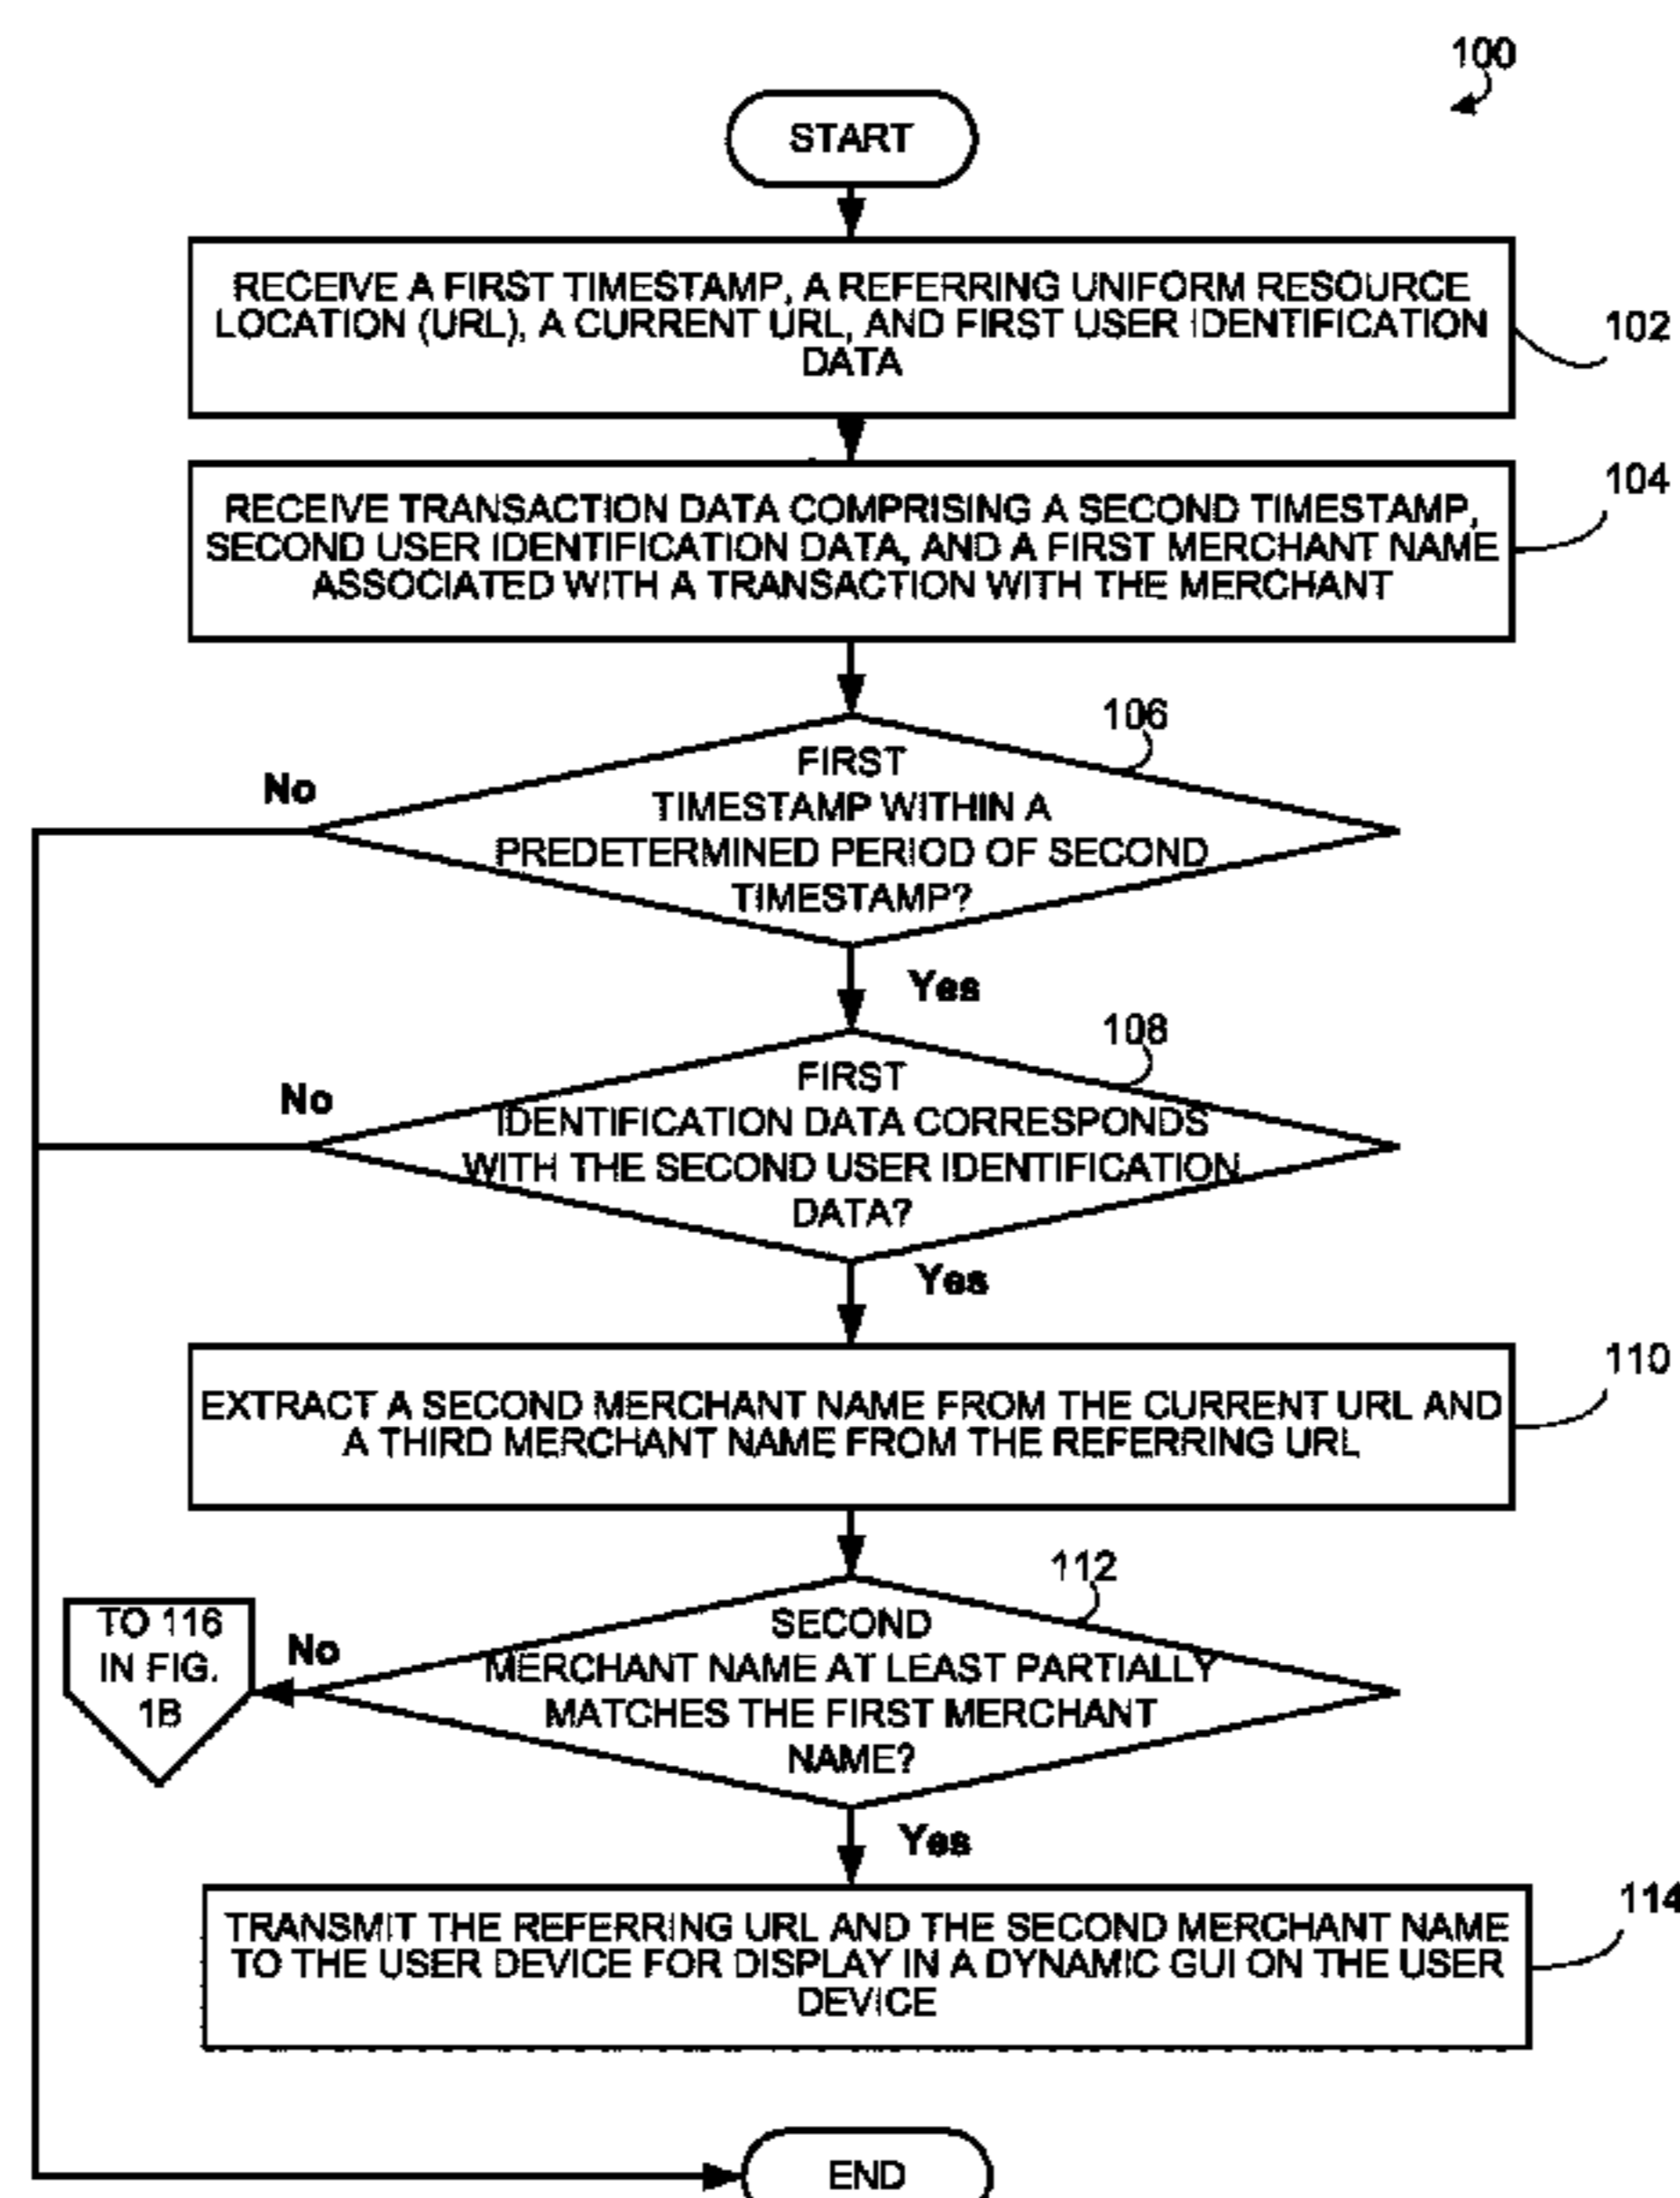 100
START
RECEIVE A FIRST TIMESTAMP, A REFERRING UNIFORM RESOURCE
LOCATION (URL), A CURRENT URL, AND FIRST USER IDENTIFICATION
DATA
102
RECEIVE TRANSACTION DATA COMPRISING A SECOND TIMESTAMP,
SECOND USER IDENTIFICATION DATA, AND A FIRST MERCHANT NAME
ASSOCIATED WITH A TRANSACTION WITH THE MERCHANT
104
106
FIRST
TIMESTAMP WITHIN A
PREDETERMINED PERIOD OF SECOND
TIMESTAMP?
No
Yes
108
FIRST
IDENTIFICATION DATA CORRESPONDS
WITH THE SECOND USER IDENTIFICATION
DATA?
No
Yes
EXTRACT A SECOND MERCHANT NAME FROM THE CURRENT URL AND
A THIRD MERCHANT NAME FROM THE REFERRING URL
110
112
SECOND
MERCHANT NAME AT LEAST PARTIALLY
MATCHES THE FIRST MERCHANT
NAME?
No
TO 116
IN FIG.
1B
Yes
TRANSMIT THE REFERRING URL AND THE SECOND MERCHANT NAME
TO THE USER DEVICE FOR DISPLAY IN A DYNAMIC GUI ON THE USER
DEVICE
114
END